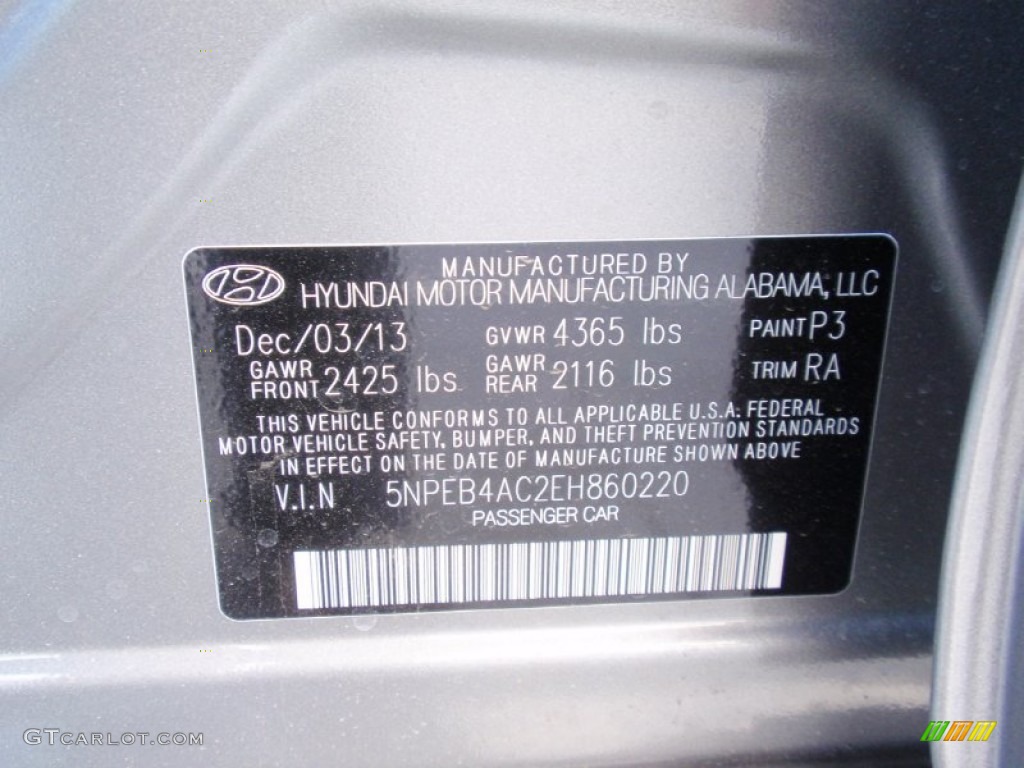 MANUFACTURED BY
HYUNDAI MOTOR MANUFACTURING ALABAMA, LLC
Dec/03/13 GVWR 4365 lbs PAINT P3
GAWR FRONT 2425 lbs. GAWR REAR 2116 lbs TRIM RA
THIS VEHICLE CONFORMS TO ALL APPLICABLE U.S.A. FEDERAL
MOTOR VEHICLE SAFETY, BUMPER, AND THEFT PREVENTION STANDARDS
IN EFFECT ON THE DATE OF MANUFACTURE SHOWN ABOVE
V.I.N 5NPEB4AC2EH860220
PASSENGER CAR
GTCARLOT.COM